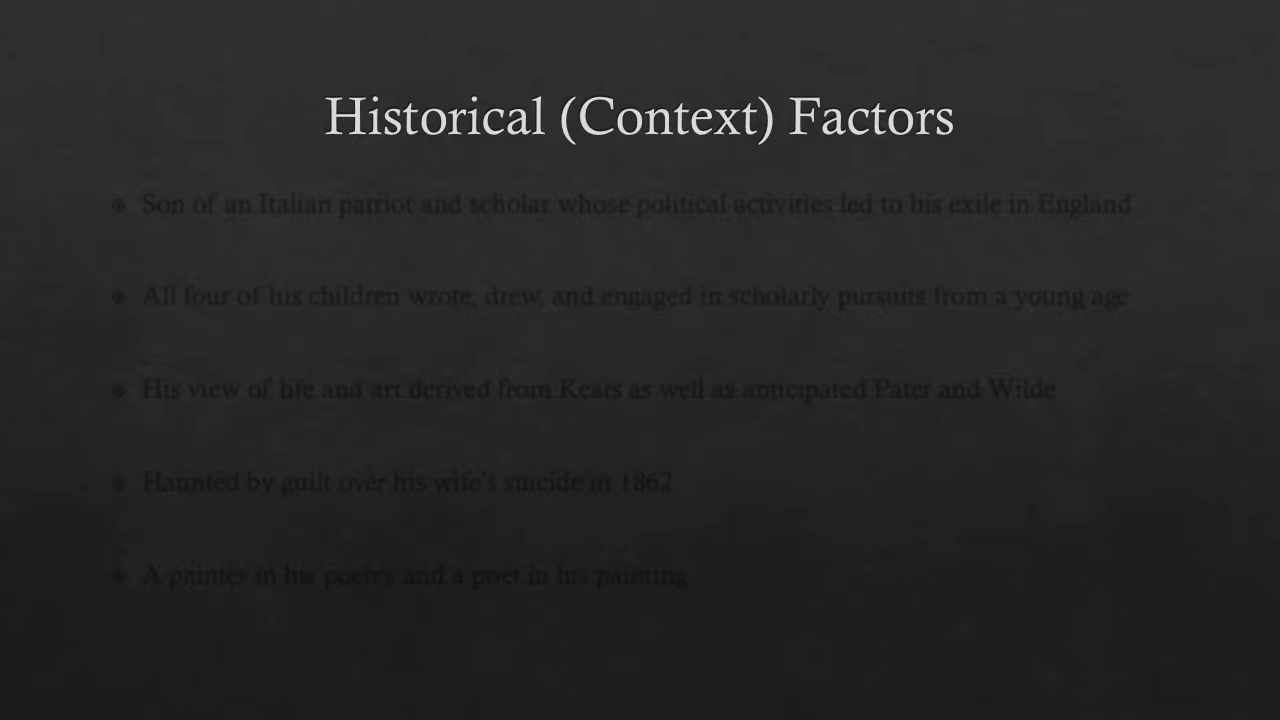 Historical (Context) Factors
Son of an Italian patriot and scholar whose political activities led to his exile in England
All four of his children wrote, drew, and engaged in scholarly pursuits from a young age
His view of life and art derived from Keats as well as anticipated Pater and Wilde
Haunted by guilt over his wife's suicide in 1862
A painter in his poetry and a poet in his painting